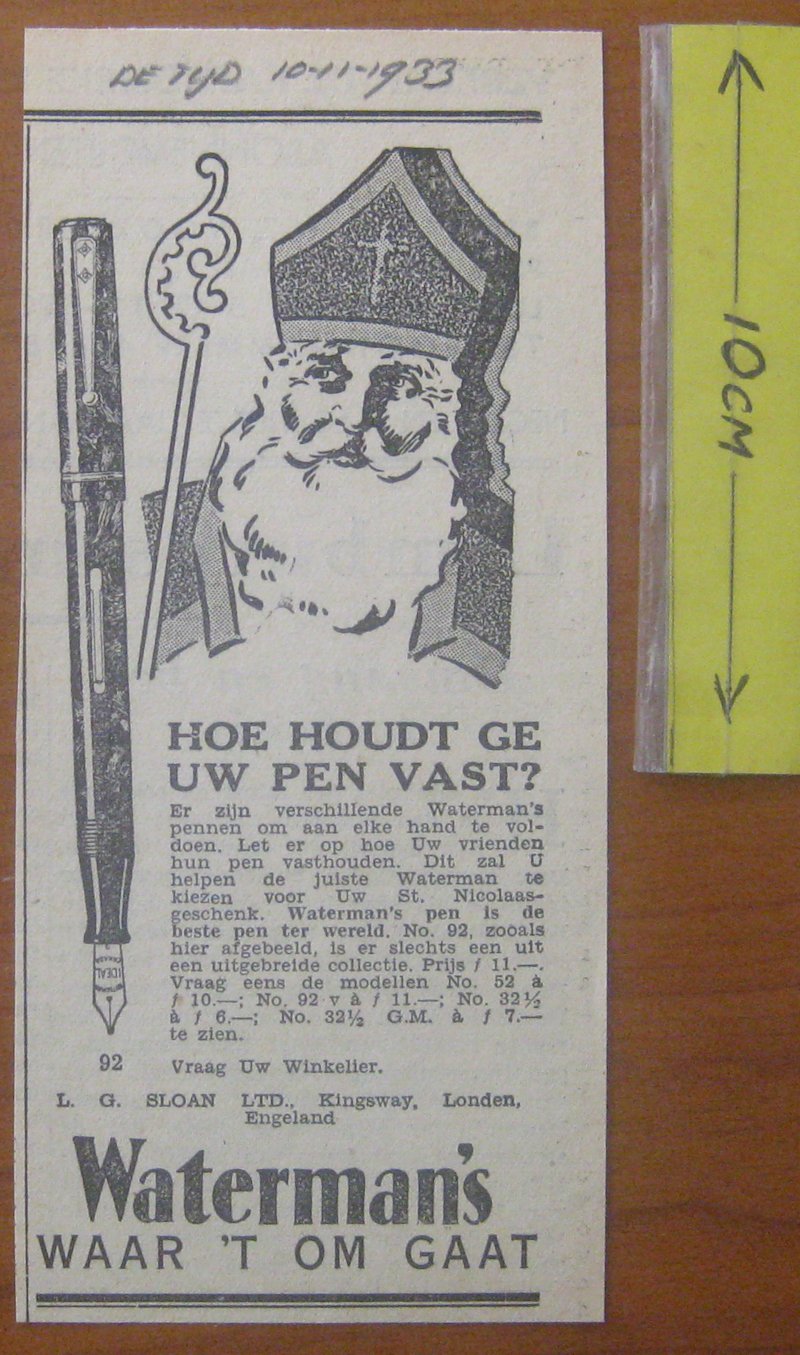 DE TYD 10-11-1933
10CM
HOE HOUDT GE
UW PEN VAST?
Er zijn verschillende Waterman's
pennen om aan elke hand te vol-
doen. Let er op hoe Uw vrienden
hun pen vasthouden. Dit zal U
helpen de juiste Waterman te
kiezen voor Uw St. Nicolaas-
geschenk. Waterman's pen is de
beste pen ter wereld. No. 92, zooals
hier afgebeeld, is er slechts een uit
een uitgebreide collectie. Prijs f 11.—.
Vraag eens de modellen No. 52 à
f 10.—; No. 92 v à f 11.—; No. 32½
à f 6.—; No. 32½ G.M. à f 7.—
te zien.
92
Vraag Uw Winkelier.
L. G. SLOAN LTD., Kingsway, Londen,
Engeland
IDEAL
Waterman's
WAAR 'T OM GAAT